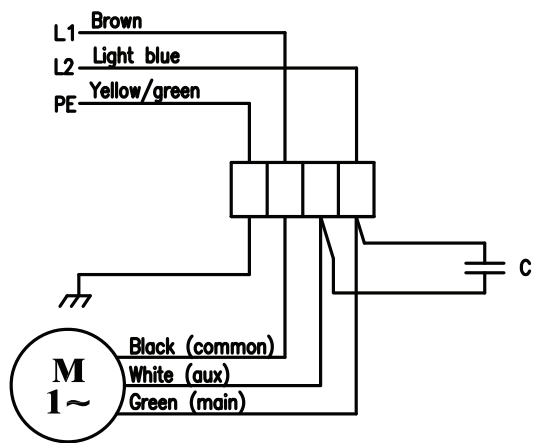 L1 Brown
L2 Light blue
PE Yellow/green
C
Black (common)
M White (aux)
1~ Green (main)